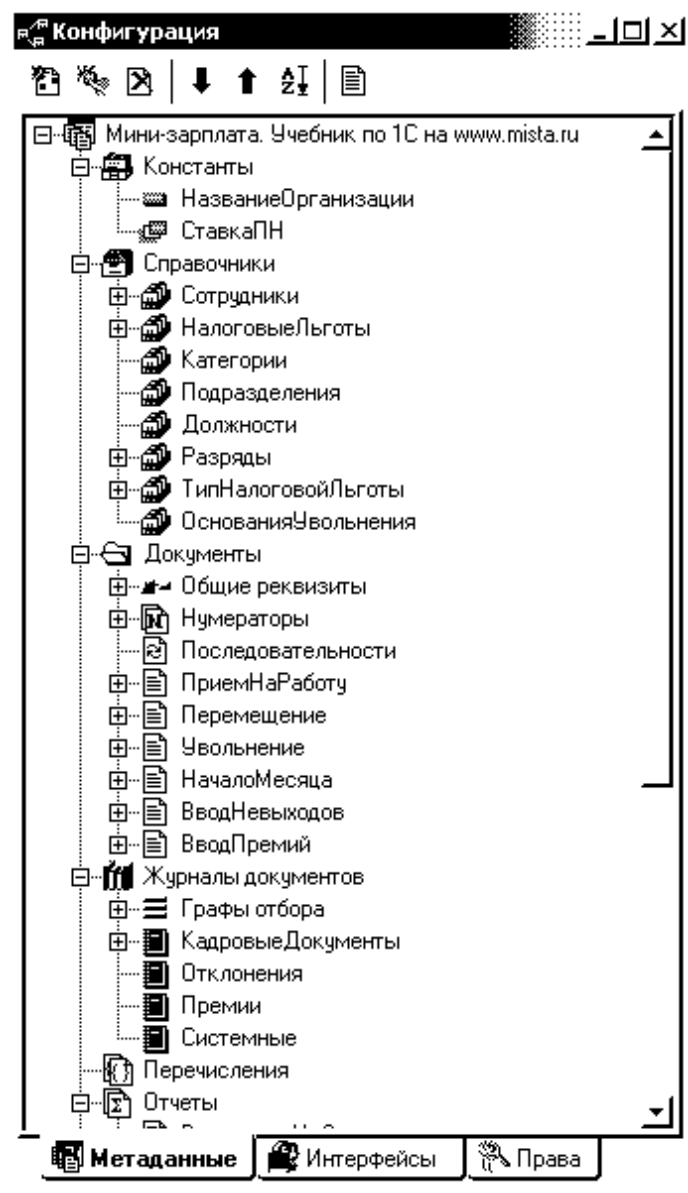 Конфигурация
Мини-зарплата. Учебник по 1С на www.mista.ru
Константы
НазваниеОрганизации
СтавкаПН
Справочники
Сотрудники
НалоговыеЛьготы
Категории
Подразделения
Должности
Разряды
ТипНалоговойЛьготы
ОснованияУвольнения
Документы
Общие реквизиты
Нумераторы
Последовательности
ПриемНаРаботу
Перемещение
Увольнение
НачалоМесяца
ВводНевыходов
ВводПремий
Журналы документов
Графы отбора
КадровыеДокументы
Отклонения
Премии
Системные
Перечисления
Отчеты
Метаданные Интерфейсы Права